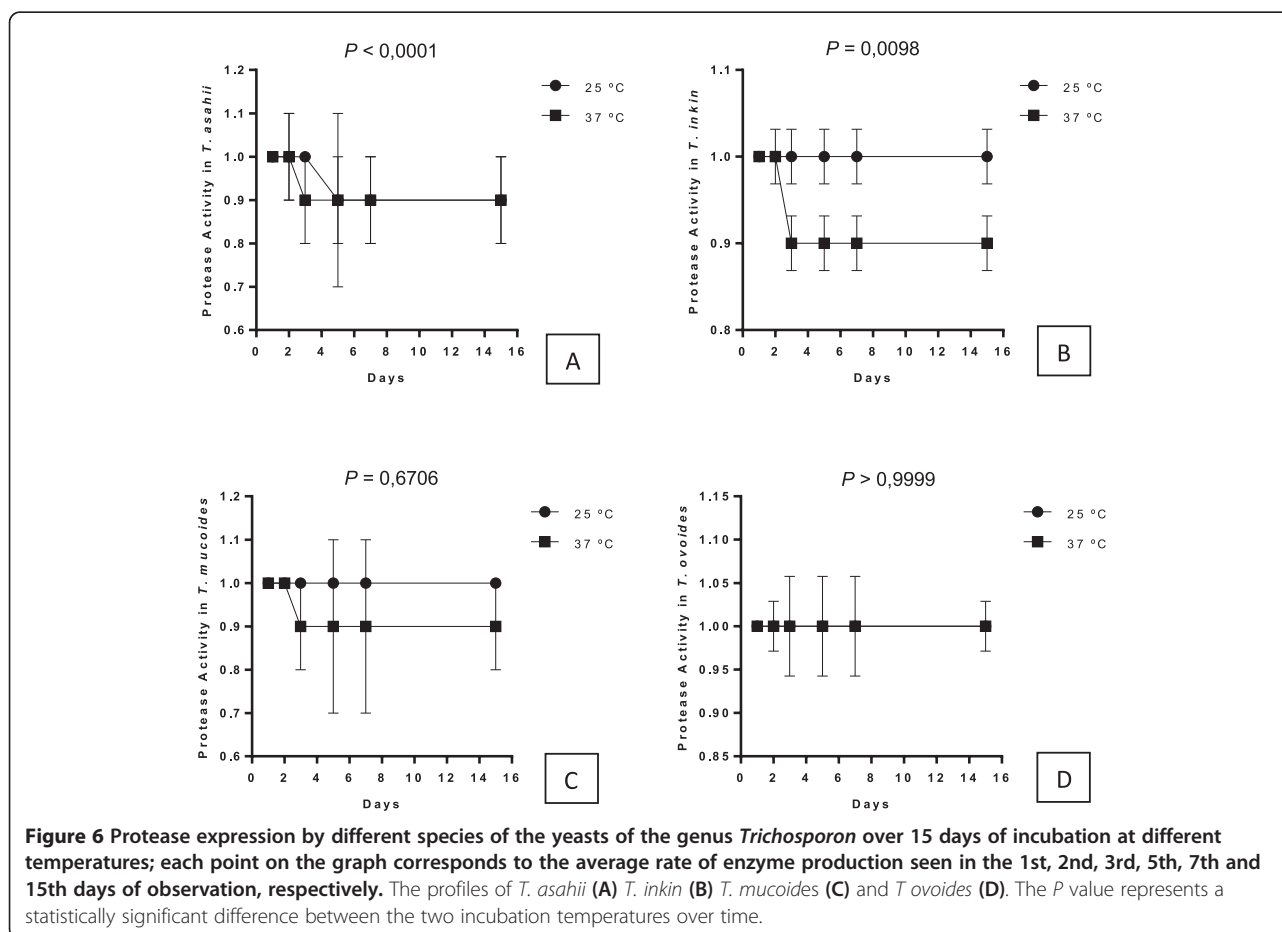 P < 0,0001
Protease Activity in T. asahii
1.2
1.1
1.0
0.9
0.8
0.7
0.6
0 2 4 6 8 10 12 14 16
Days
25 ºC
37 ºC
A
P = 0,0098
Protease Activity in T. inkin
1.1
1.0
0.9
0.8
0 2 4 6 8 10 12 14 16
Days
25 ºC
37 ºC
B
P = 0,6706
Protease Activity in T. mucoides
1.2
1.1
1.0
0.9
0.8
0.7
0.6
0 2 4 6 8 10 12 14 16
Days
25 ºC
37 ºC
C
P > 0,9999
Protease Activity in T. ovoides
1.15
1.10
1.05
1.00
0.95
0.90
0.85
0 2 4 6 8 10 12 14 16
Days
25 ºC
37 ºC
D
Figure 6 Protease expression by different species of the yeasts of the genus Trichosporon over 15 days of incubation at different
temperatures; each point on the graph corresponds to the average rate of enzyme production seen in the 1st, 2nd, 3rd, 5th, 7th and
15th days of observation, respectively. The profiles of T. asahii (A) T. inkin (B) T. mucoides (C) and T ovoides (D). The P value represents a
statistically significant difference between the two incubation temperatures over time.